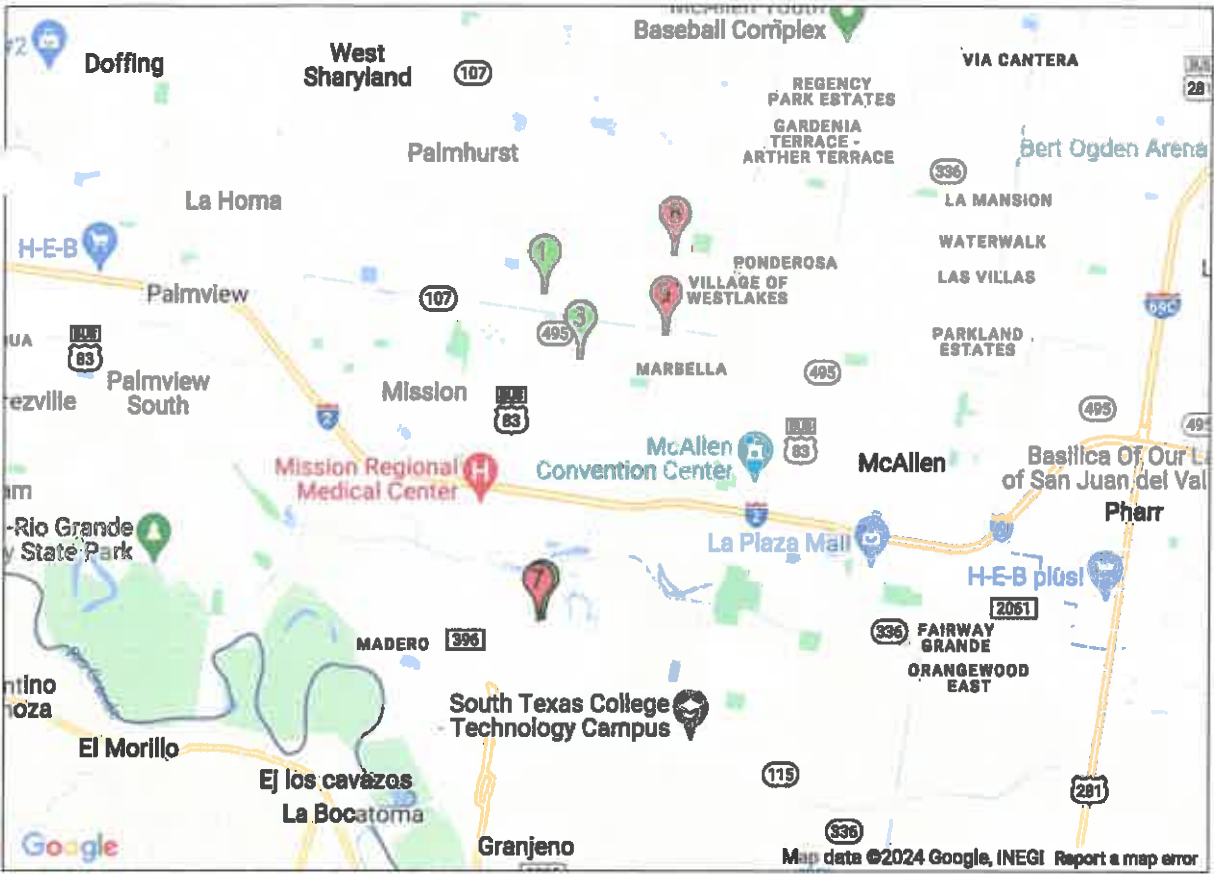 McAllen Youth
Baseball Complex
Doffing
West
Sharyland
107
VIA CANTERA
28
REGENCY
PARK ESTATES
Palmhurst
GARDENIA
TERRACE -
ARTHER TERRACE
Bert Ogden Arena
336
La Homa
LA MANSION
H-E-B
1
WATERWALK
PONDEROSA
Palmview
107
VILLAGE OF
WESTLAKES
LAS VILLAS
69C
3
495
83
PARKLAND
ESTATES
MARBELLA
Palmview
South
495
Mission
83
2
495
McAllen
Convention Center
83
McAllen
Mission Regional
Medical Center
Basilica Of Our L
of San Juan del Val
-Rio Grande
State Park
2
Pharr
La Plaza Mall
H-E-B plus!
7
2061
MADERO
396
336
FAIRWAY
GRANDE
ORANGEWOOD
EAST
South Texas College
Technology Campus
El Morillo
Ej los cavazos
La Bocatoma
115
281
336
Google
Granjeno
Map data ©2024 Google, INEGI
Report a map error